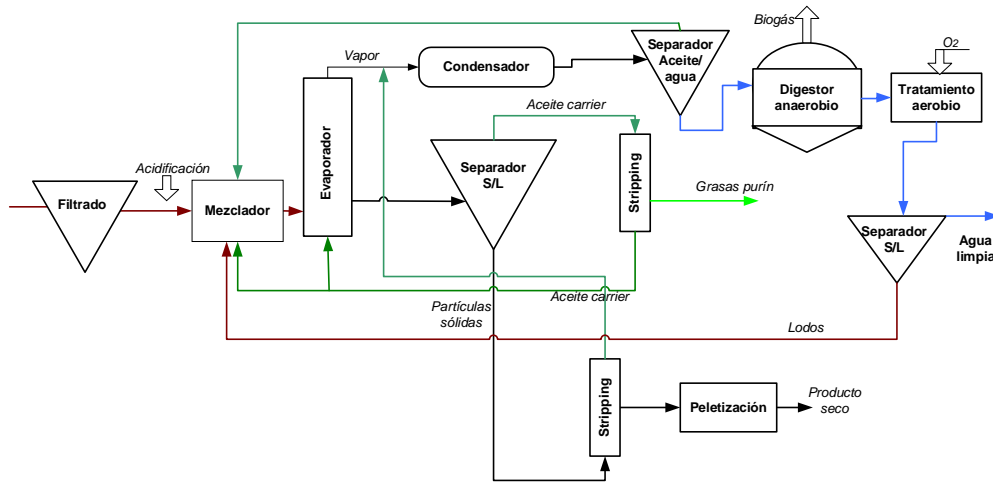 Biogás
O2
Vapor
Separador
Aceite/
agua
Condensador
Digestor
anaerobio
Tratamiento
aerobio
Aceite carrier
Evaporador
Separador
S/L
Stripping
Acidificación
Filtrado
Mezclador
Grasas purín
Separador
S/L
Agua
limpia
Aceite carrier
Partículas
sólidas
Lodos
Stripping
Peletización
Producto
seco